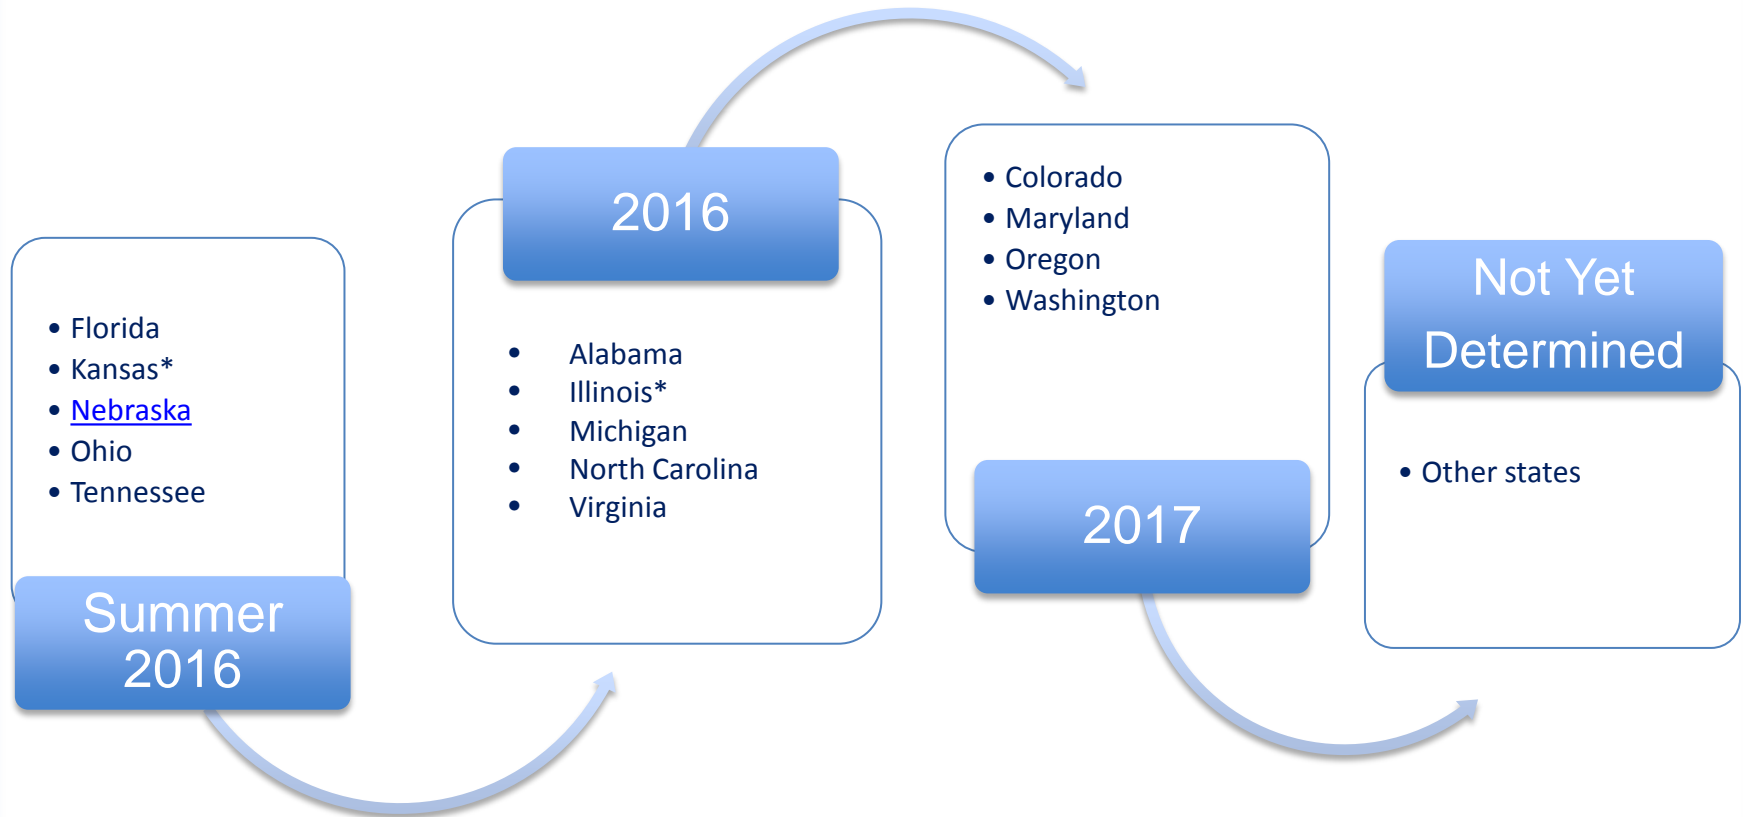 • Florida
• Kansas*
• Nebraska
• Ohio
• Tennessee
Summer
2016
2016
• Alabama
• Illinois*
• Michigan
• North Carolina
• Virginia
• Colorado
• Maryland
• Oregon
• Washington
2017
Not Yet
Determined
• Other states